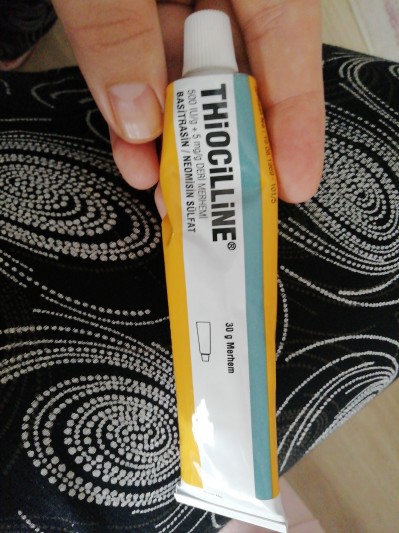 THiOCiLLiNE®
500 IU/g + 5 mg/g DERİ MERHEMİ
BASİTRASİN / NEOMİSİN SÜLFAT
30 g Merhem